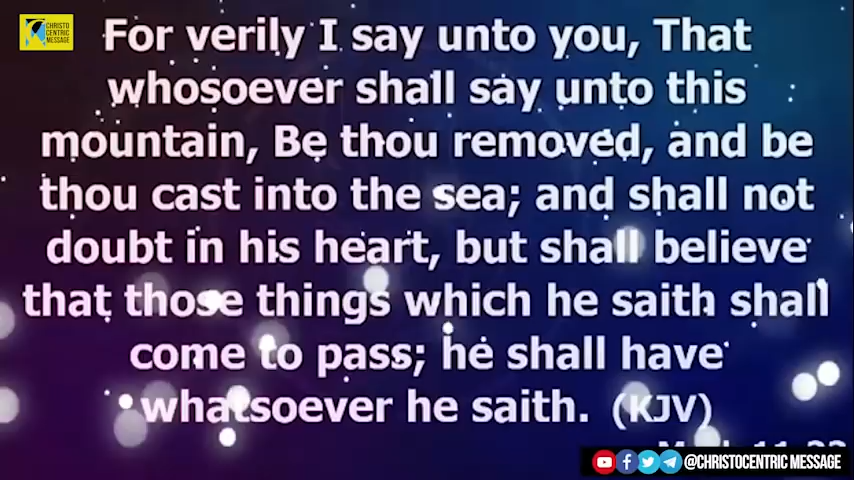 CHRISTO
CENTRIC
MESSAGE
For verily I say unto you, That
whosoever shall say unto this
mountain, Be thou removed, and be
thou cast into the sea; and shall not
doubt in his heart, but shall believe
that those things which he saith shall
come to pass; he shall have
whatsoever he saith. (KJV)
@CHRISTOCENTRIC MESSAGE